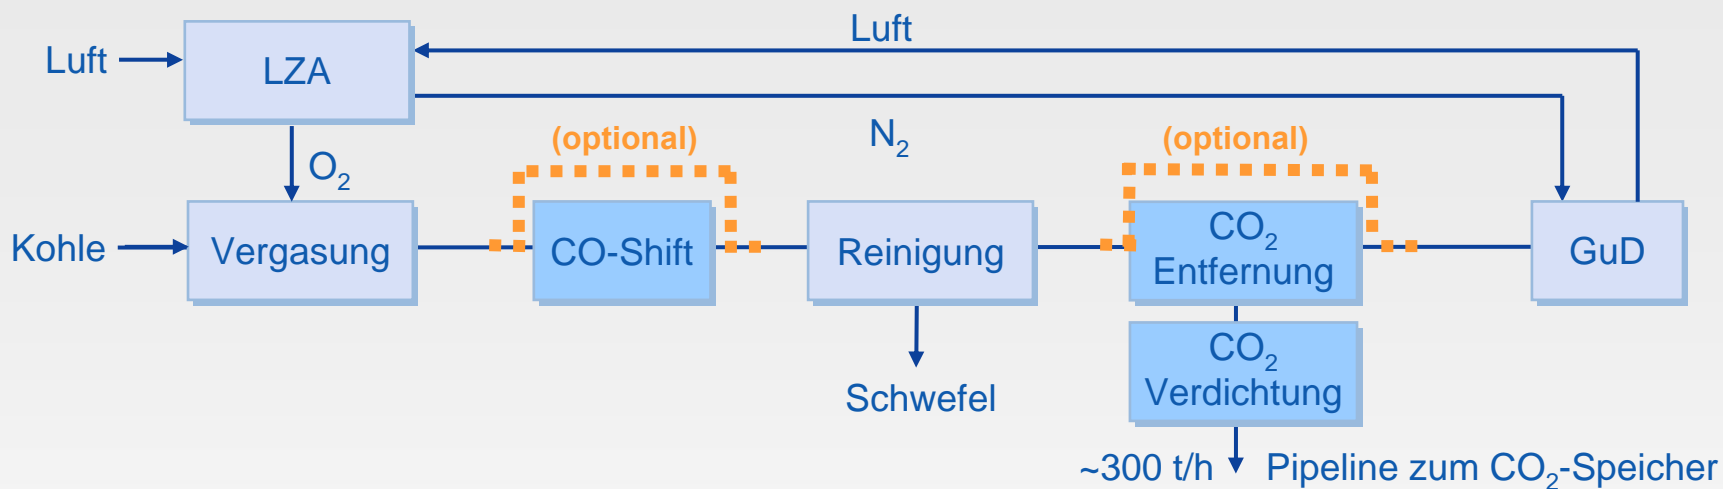 Luft
Luft
LZA
(optional)
N₂
(optional)
O₂
Kohle
Vergasung
CO-Shift
Reinigung
CO₂
Entfernung
GuD
CO₂
Verdichtung
Schwefel
~300 t/h
Pipeline zum CO₂-Speicher